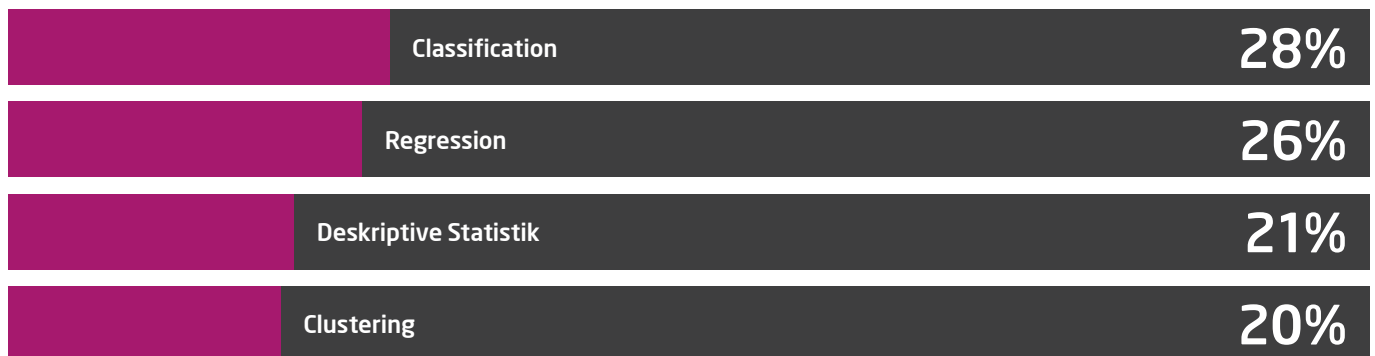 Classification 28%
Regression 26%
Deskriptive Statistik 21%
Clustering 20%